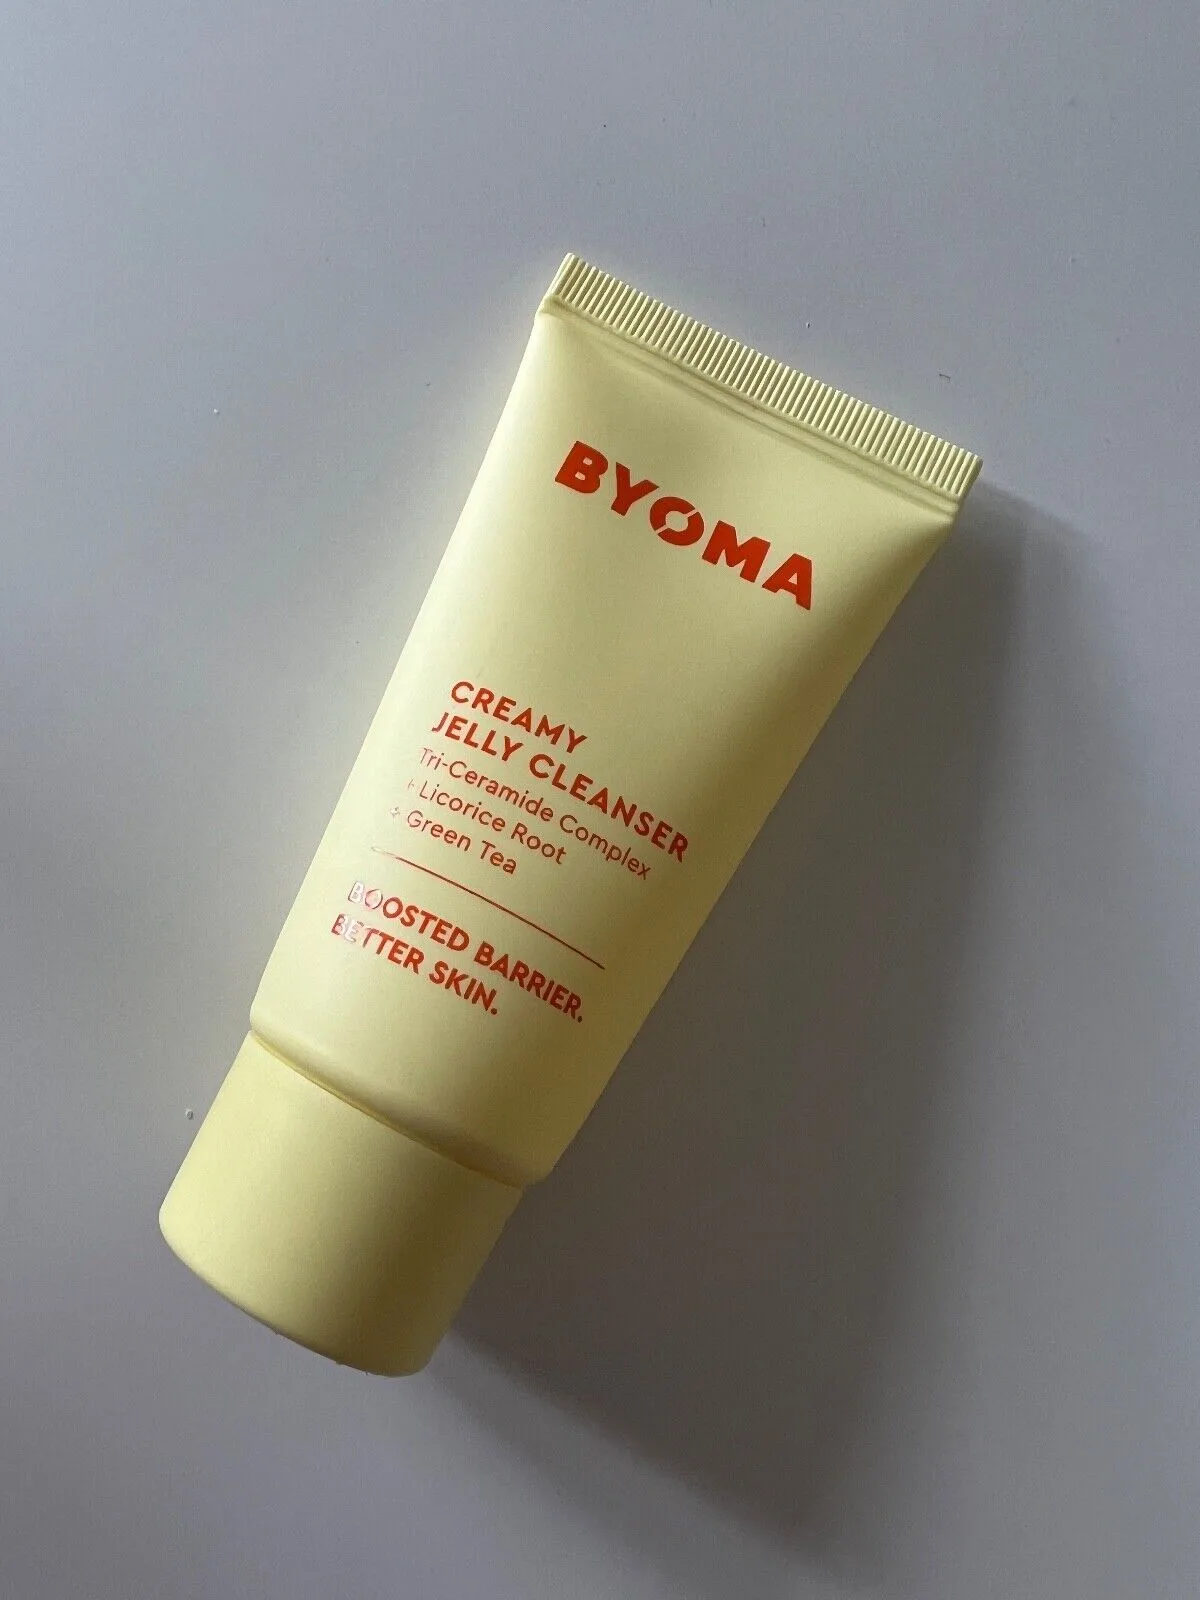 BYOMA
CREAMY
JELLY CLEANSER
Tri-Ceramide Complex
+ Licorice Root
+ Green Tea
BOOSTED BARRIER.
BETTER SKIN.